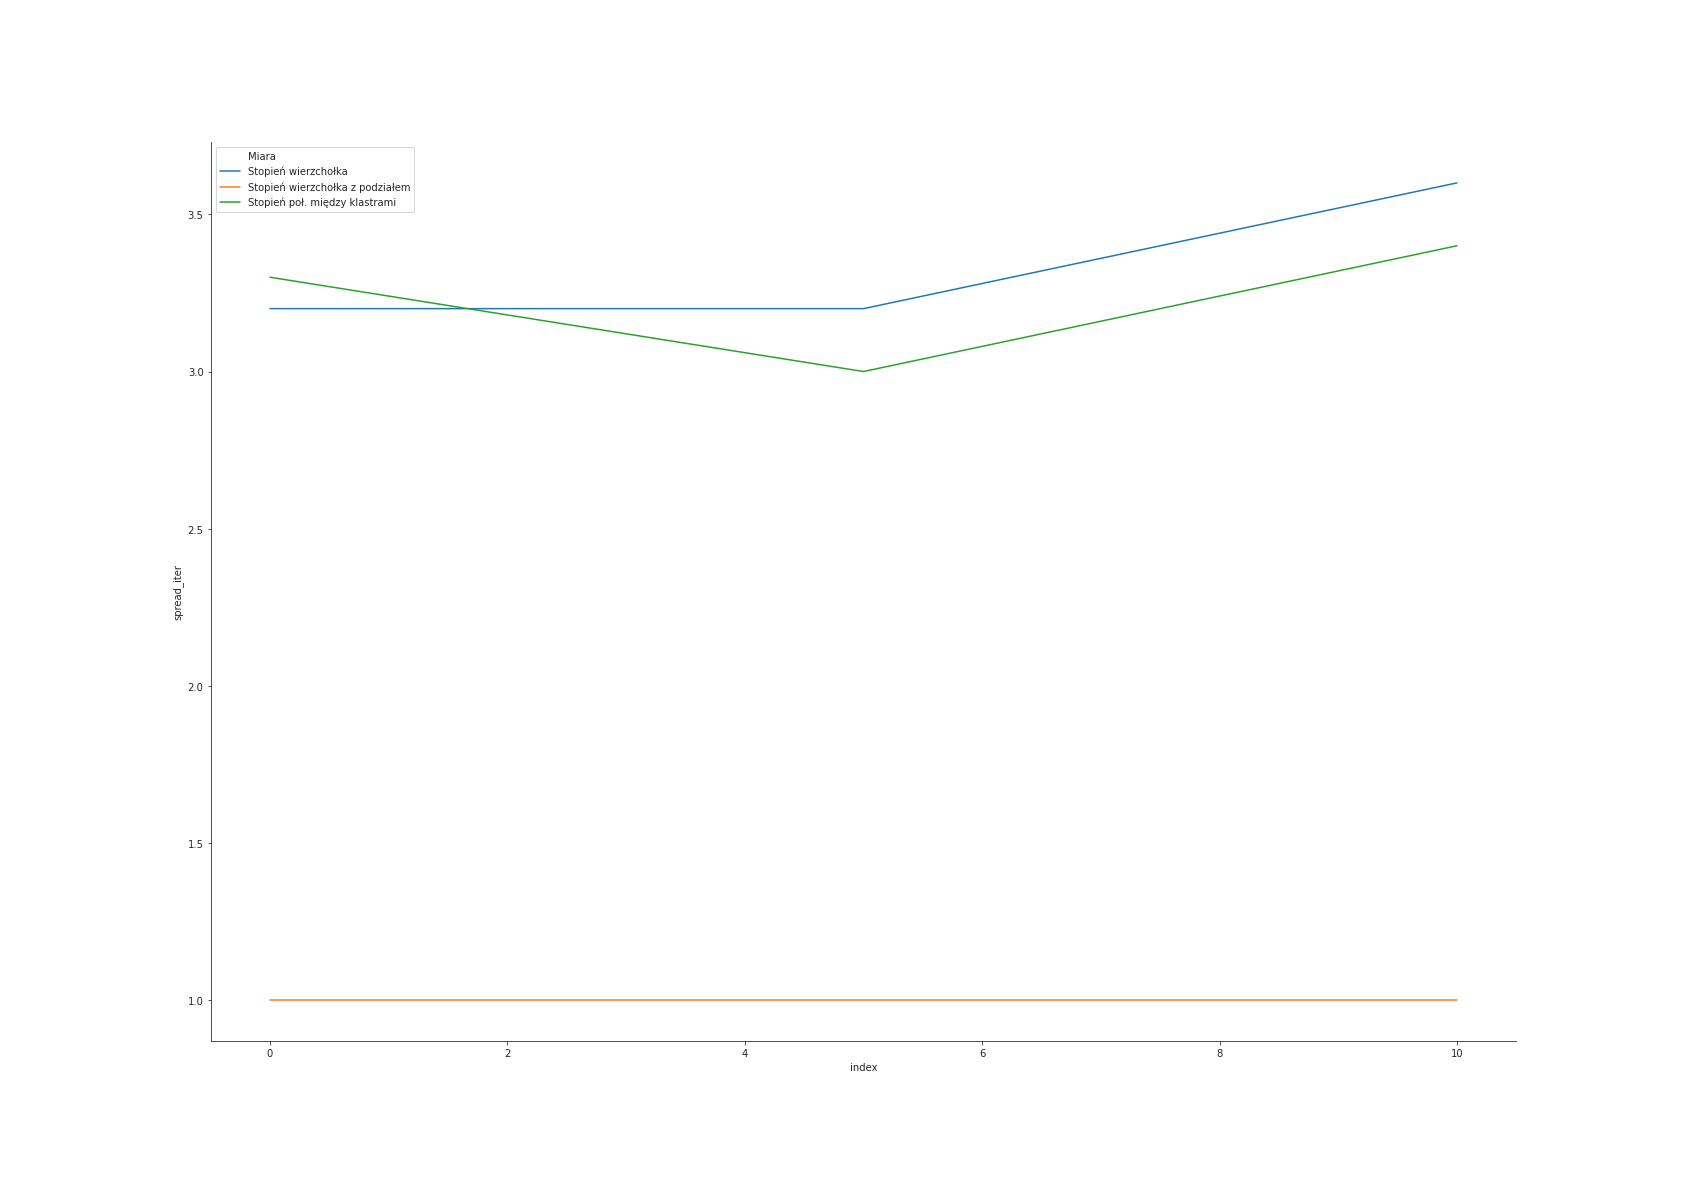 Miara
Stopień wierzchołka
Stopień wierzchołka z podziałem
Stopień poł. między klastrami
3.5
3.0
2.5
2.0
1.5
1.0
spread_iter
0 2 4 6 8 10
index